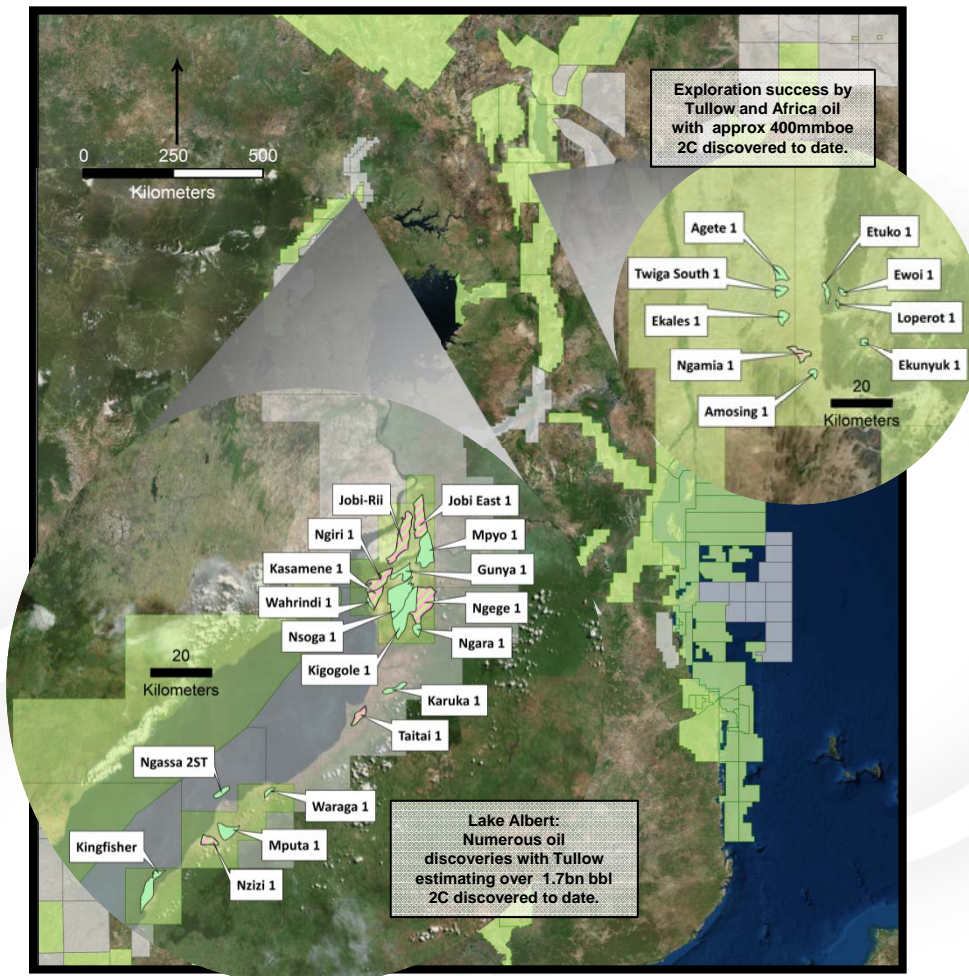 Exploration success by
Tullow and Africa oil
with approx 400mmboe
2C discovered to date.
0 250 500
Kilometers
Agete 1
Etuko 1
Twiga South 1
Ewoi 1
Ekales 1
Loperot 1
Ngamia 1
Ekunyuk 1
Amosing 1
20
Kilometers
Jobi-Rii
Jobi East 1
Ngiri 1
Mpyo 1
Kasamene 1
Gunya 1
Wahrindi 1
Ngege 1
Nsoga 1
Ngara 1
Kigogole 1
20
Kilometers
Karuka 1
Taitai 1
Ngassa 2ST
Waraga 1
Kingfisher
Mputa 1
Nzizi 1
Lake Albert:
Numerous oil
discoveries with Tullow
estimating over 1.7bn bbl
2C discovered to date.